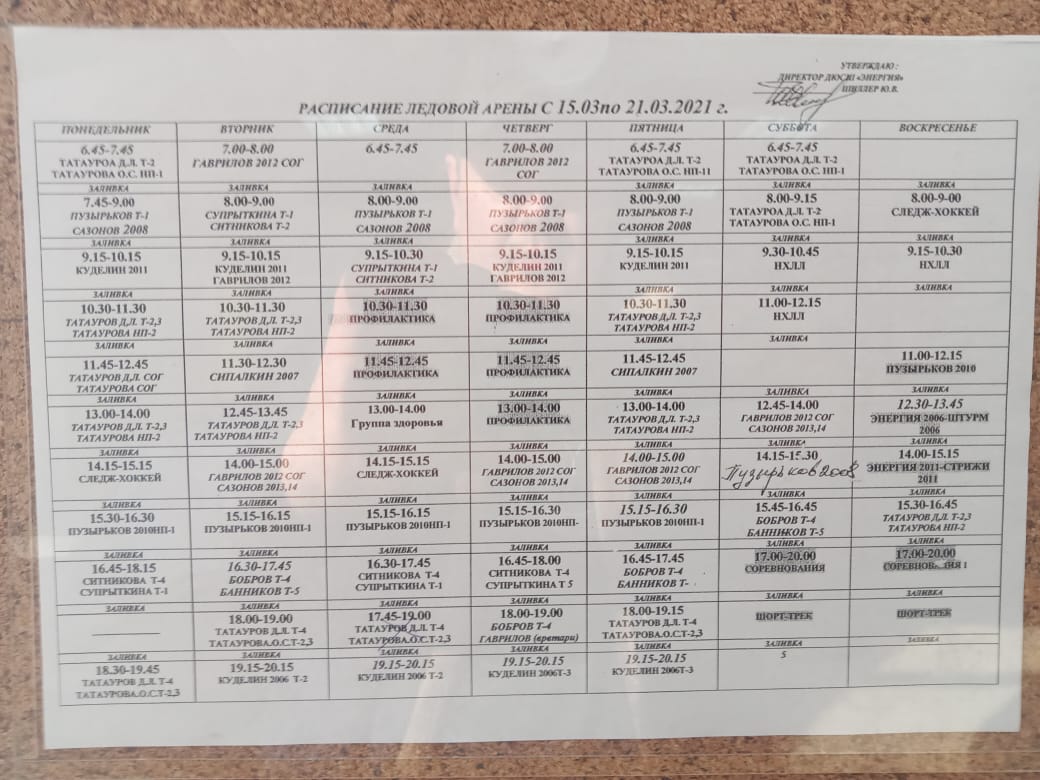 УТВЕРЖДАЮ :
ДИРЕКТОР ДЮСШ «ЭНЕРГИЯ»
ШИЛЛЕР Ю.В.
РАСПИСАНИЕ ЛЕДОВОЙ АРЕНЫ С 15.03по 21.03.2021 г.
ПОНЕДЕЛЬНИК ВТОРНИК СРЕДА ЧЕТВЕРГ ПЯТНИЦА СУББОТА ВОСКРЕСЕНЬЕ
6.45-7.45 7.00-8.00 6.45-7.45 7.00-8.00 6.45-7.45 6.45-7.45
ТАТАУРОА Д.Л. Т-2 ГАВРИЛОВ 2012 СОГ ГАВРИЛОВ 2012 ТАТАУРОА Д.Л. Т-2 ТАТАУРОА Д.Л. Т-2
ТАТАУРОВА О.С. НП-1 СОГ ТАТАУРОВА О.С. НП-11 ТАТАУРОВА О.С. НП-1
ЗАЛИВКА ЗАЛИВКА ЗАЛИВКА ЗАЛИВКА ЗАЛИВКА ЗАЛИВКА ЗАЛИВКА
7.45-9.00 8.00-9.00 8.00-9.00 8.00-9.00 8.00-9.00 8.00-9.15 8.00-9-00
ПУЗЫРЬКОВ Т-1 СУПРЫТКИНА Т-1 ПУЗЫРЬКОВ Т-1 ПУЗЫРЬКОВ Т-1 ПУЗЫРЬКОВ Т-1 ТАТАУРОА Д.Л. Т-2 СЛЕДЖ-ХОККЕЙ
САЗОНОВ 2008 СИТНИКОВА Т-2 САЗОНОВ 2008 САЗОНОВ 2008 САЗОНОВ 2008 ТАТАУРОВА О.С. НП-1
ЗАЛИВКА ЗАЛИВКА ЗАЛИВКА ЗАЛИВКА ЗАЛИВКА ЗАЛИВКА ЗАЛИВКА
9.15-10.15 9.15-10.15 9.15-10.30 9.15-10.15 9.15-10.15 9.30-10.45 9.15-10.30
КУДЕЛИН 2011 КУДЕЛИН 2011 СУПРЫТКИНА Т-1 КУДЕЛИН 2011 КУДЕЛИН 2011 НХЛЛ НХЛЛ
ГАВРИЛОВ 2012 СИТНИКОВА Т-2 ГАВРИЛОВ 2012
ЗАЛИВКА ЗАЛИВКА ЗАЛИВКА ЗАЛИВКА ЗАЛИВКА ЗАЛИВКА ЗАЛИВКА
10.30-11.30 10.30-11.30 10.30-11.30 10.30-11.30 10.30-11.30 11.00-12.15
ТАТАУРОВ Д.Л. Т-2,3 ТАТАУРОВ Д.Л. Т-2,3 ПРОФИЛАКТИКА ПРОФИЛАКТИКА ТАТАУРОВ Д.Л. Т-2,3 НХЛЛ
ТАТАУРОВА НП-2 ТАТАУРОВА НП-2 ТАТАУРОВА НП-2
ЗАЛИВКА ЗАЛИВКА ЗАЛИВКА ЗАЛИВКА ЗАЛИВКА ЗАЛИВКА ЗАЛИВКА
11.45-12.45 11.30-12.30 11.45-12.45 11.45-12.45 11.45-12.45 11.00-12.15
ТАТАУРОВ Д.Л. СОГ СИПАЛКИН 2007 ПРОФИЛАКТИКА ПРОФИЛАКТИКА СИПАЛКИН 2007 ПУЗЫРЬКОВ 2010
ТАТАУРОВА СОГ
ЗАЛИВКА ЗАЛИВКА ЗАЛИВКА ЗАЛИВКА ЗАЛИВКА ЗАЛИВКА ЗАЛИВКА
13.00-14.00 12.45-13.45 13.00-14.00 13.00-14.00 13.00-14.00 12.45-14.00 12.30-13.45
ТАТАУРОВ Д.Л. Т-2,3 ТАТАУРОВ Д.Л. Т-2,3 Группа здоровья ПРОФИЛАКТИКА ТАТАУРОВ Д.Л. Т-2,3 ГАВРИЛОВ 2012 СОГ ЭНЕРГИЯ 2006-ШТУРМ
ТАТАУРОВА НП-2 ТАТАУРОВА НП-2 ТАТАУРОВА НП-2 САЗОНОВ 2013,14 2006
ЗАЛИВКА ЗАЛИВКА ЗАЛИВКА ЗАЛИВКА ЗАЛИВКА ЗАЛИВКА ЗАЛИВКА
14.15-15.15 14.00-15.00 14.15-15.15 14.00-15.00 14.00-15.00 14.15-15.30 14.00-15.15
СЛЕДЖ-ХОККЕЙ ГАВРИЛОВ 2012 СОГ СЛЕДЖ-ХОККЕЙ ГАВРИЛОВ 2012 СОГ ГАВРИЛОВ 2012 СОГ Пузырьков 2008 ЭНЕРГИЯ 2011-СТРИЖИ
САЗОНОВ 2013,14 САЗОНОВ 2013,14 САЗОНОВ 2013,14 2011
ЗАЛИВКА ЗАЛИВКА ЗАЛИВКА ЗАЛИВКА ЗАЛИВКА ЗАЛИВКА ЗАЛИВКА
15.30-16.30 15.15-16.15 15.15-16.15 15.15-16.30 15.15-16.30 15.45-16.45 15.30-16.45
ПУЗЫРЬКОВ 2010НП-1 ПУЗЫРЬКОВ 2010НП-1 ПУЗЫРЬКОВ 2010НП-1 ПУЗЫРЬКОВ 2010НП- ПУЗЫРЬКОВ 2010НП-1 БОБРОВ Т-4 ТАТАУРОВ Д.Л. Т-2,3
БАННИКОВ Т-5 ТАТАУРОВА НП-2
ЗАЛИВКА ЗАЛИВКА ЗАЛИВКА ЗАЛИВКА ЗАЛИВКА ЗАЛИВКА ЗАЛИВКА
16.45-18.15 16.30-17.45 16.30-17.45 16.45-18.00 16.45-17.45 17.00-20.00 17.00-20.00
СИТНИКОВА Т-4 БОБРОВ Т-4 СИТНИКОВА Т-4 СИТНИКОВА Т-4 БОБРОВ Т-4 СОРЕВНОВАНИЯ СОРЕВНОВАНИЯ
СУПРЫТКИНА Т-1 БАННИКОВ Т-5 СУПРЫТКИНА Т-1 СУПРЫТКИНА Т 5 БАННИКОВ Т-
ЗАЛИВКА ЗАЛИВКА ЗАЛИВКА ЗАЛИВКА ЗАЛИВКА ЗАЛИВКА ЗАЛИВКА
18.00-19.00 17.45-19.00 18.00-19.00 18.00-19.15 ШОРТ-ТРЕК ШОРТ-ТРЕК
ТАТАУРОВ Д.Л. Т-4 ТАТАУРОВ Д.Л. Т-4 БОБРОВ Т-4 ТАТАУРОВ Д.Л. Т-4
ТАТАУРОВА.О.С.Т-2,3 ТАТАУРОВА.О.С.Т-2,3 ГАВРИЛОВ (вратари) ТАТАУРОВА.О.С.Т-2,3
ЗАЛИВКА ЗАЛИВКА ЗАЛИВКА ЗАЛИВКА ЗАЛИВКА ЗАЛИВКА ЗАЛИВКА
18.30-19.45 19.15-20.15 19.15-20.15 19.15-20.15 19.15-20.15 5
ТАТАУРОВ Д.Л. Т-4 КУДЕЛИН 2006 Т-2 КУДЕЛИН 2006 Т-2 КУДЕЛИН 2006Т-3 КУДЕЛИН 2006Т-3
ТАТАУРОВА.О.С.Т-2,3